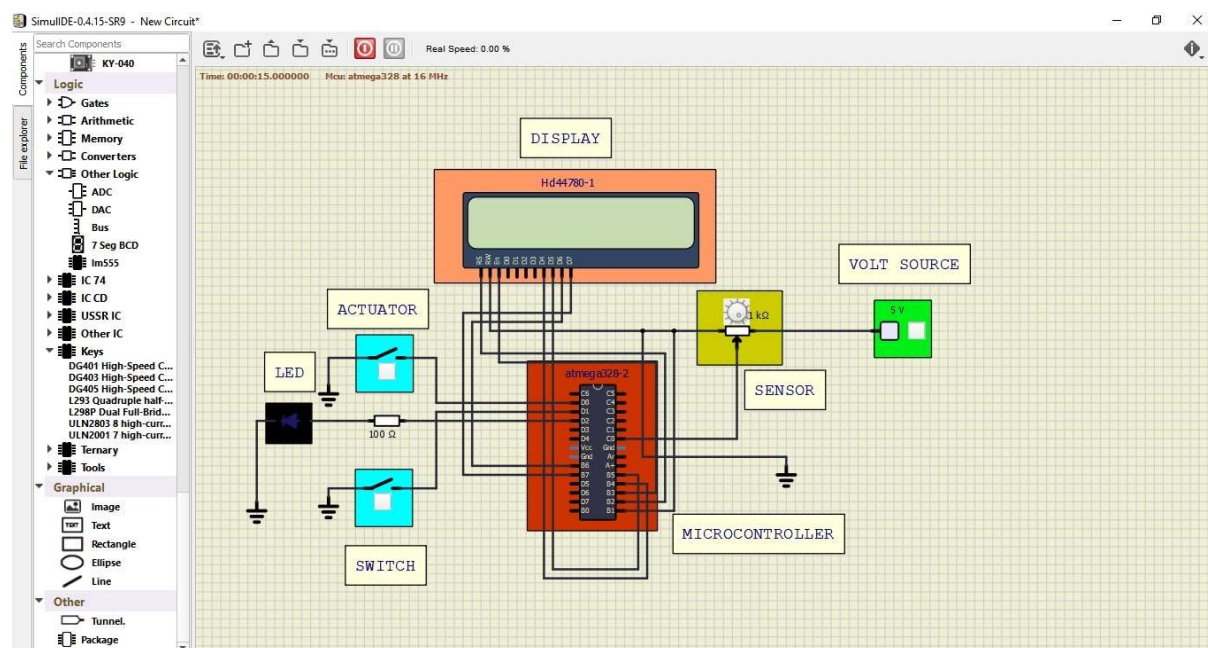 SimulIDE-0.4.15-SR9 - New Circuit*
Components
File explorer
Search Components
KY-040
Logic
Gates
Arithmetic
Memory
Converters
Other Logic
ADC
DAC
Bus
7 Seg BCD
lm555
IC 74
IC CD
USSR IC
Other IC
Keys
DG401 High-Speed C...
DG403 High-Speed C...
DG405 High-Speed C...
L293 Quadruple half-...
L298P Dual Full-Brid...
ULN2803 8 high-curr...
ULN2001 7 high-curr...
Ternary
Tools
Graphical
Image
TEXT Text
Rectangle
Ellipse
Line
Other
Tunnel.
Package
Real Speed: 0.00 %
Time: 00:00:15.000000 Mcu: atmega328 at 16 MHz
DISPLAY
Hd44780-1
RS RW En D0 D1 D2 D3 D4 D5 D6 D7
VOLT SOURCE
5 V
ACTUATOR
1 kΩ
SENSOR
LED
100 Ω
atmega328-2
C6 C5
D0 C4
D1 C3
D2 C2
D3 C1
D4 C0
Vcc Gnd
Gnd Ar
B6 A+
B7 B5
D5 B4
D6 B3
D7 B2
B0 B1
MICROCONTROLLER
SWITCH